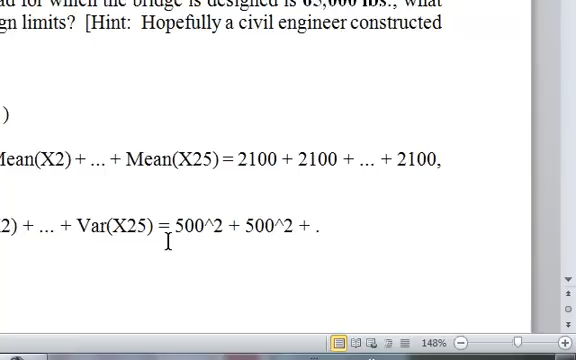 ad for which the bridge is designed is 65,000 lbs., what
gn limits? [Hint: Hopefully a civil engineer constructed
)
Mean(X2) + ... + Mean(X25) = 2100 + 2100 + ... + 2100,
X2) + ... + Var(X25) = 500^2 + 500^2 + .
148%